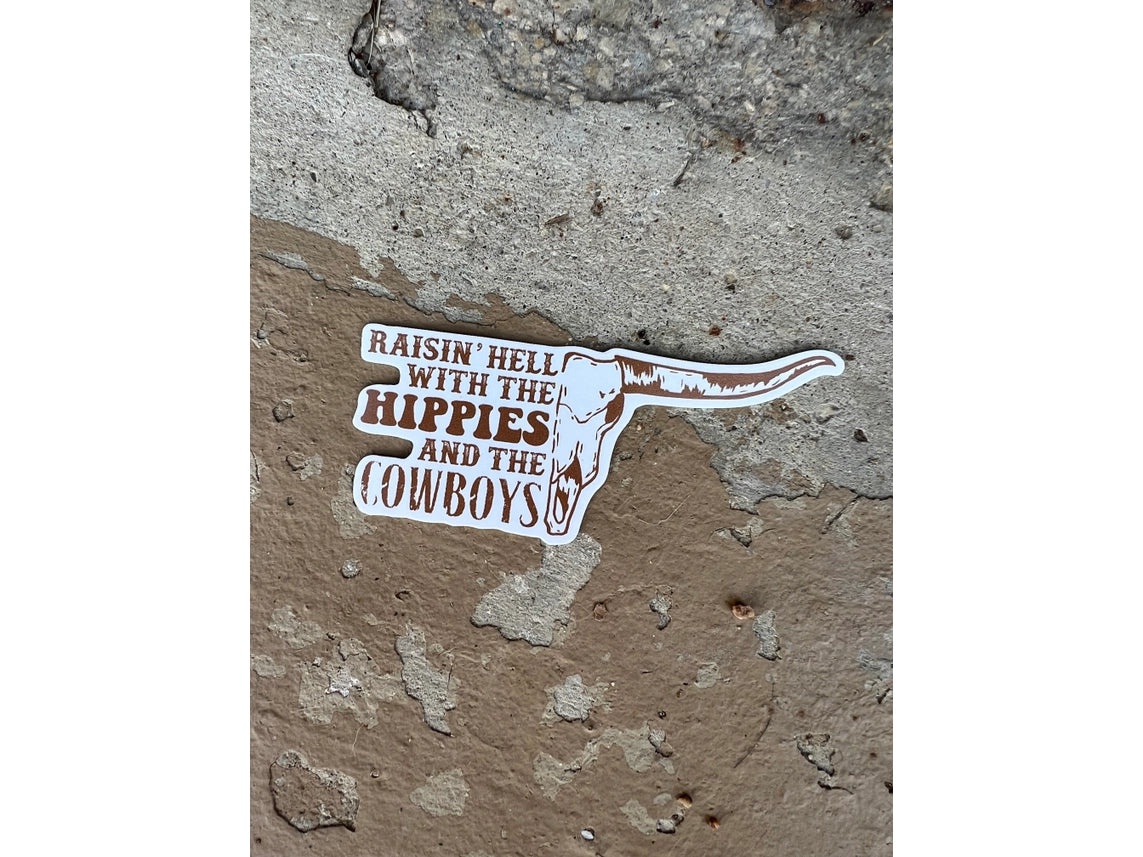 RAISIN' HELL
WITH THE
HIPPIES
AND THE
COWBOYS